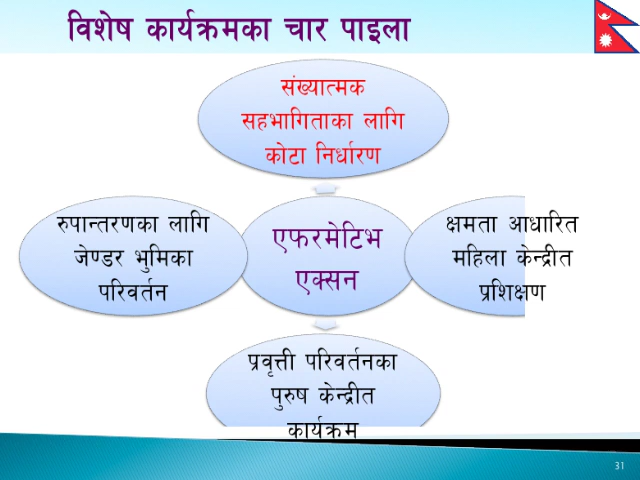 विशेष कार्यक्रमका चार पाइला
संख्यात्मक
सहभागिताका लागि
कोटा निर्धारण
रुपान्तरणका लागि
जेण्डर भुमिका
परिवर्तन
एफरमेटिभ
एक्सन
क्षमता आधारित
महिला केन्द्रीत
प्रशिक्षण
प्रवृत्ती परिवर्तनका
पुरुष केन्द्रीत
कार्यक्रम
31